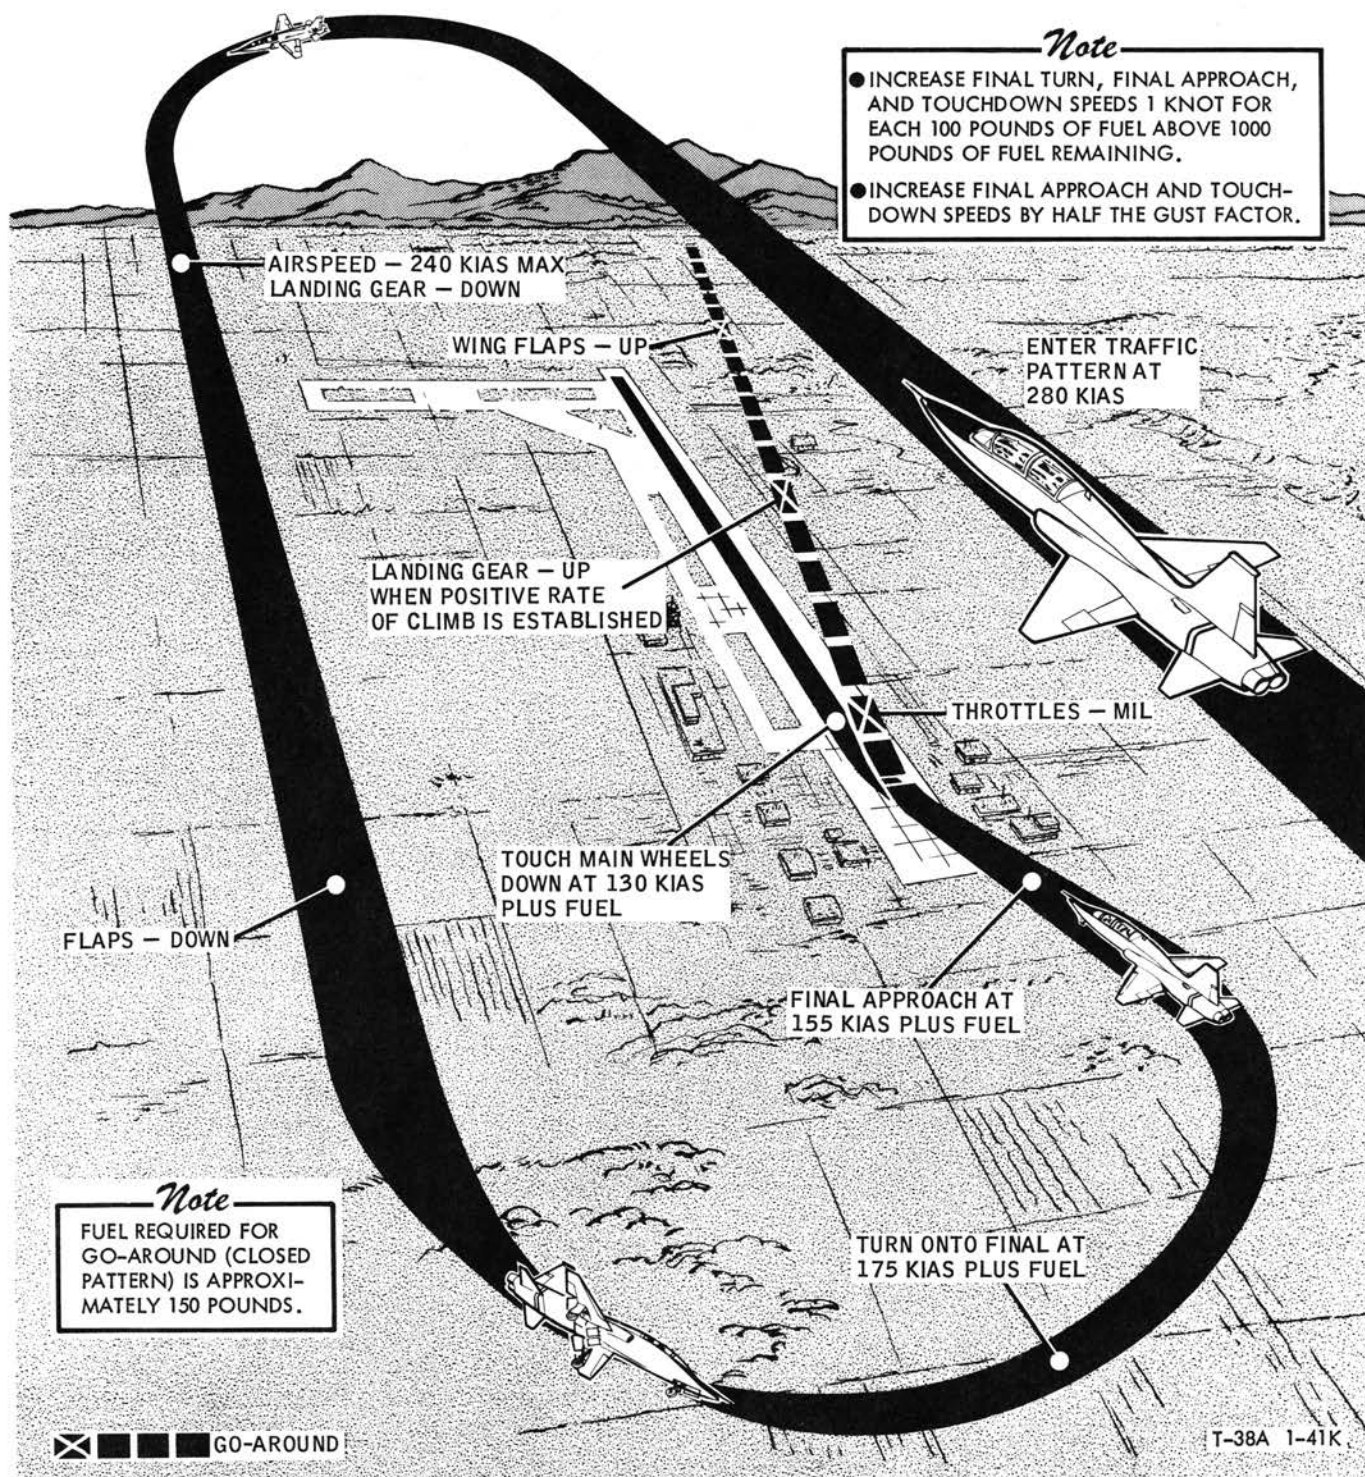 Note
● INCREASE FINAL TURN, FINAL APPROACH,
AND TOUCHDOWN SPEEDS 1 KNOT FOR
EACH 100 POUNDS OF FUEL ABOVE 1000
POUNDS OF FUEL REMAINING.
● INCREASE FINAL APPROACH AND TOUCH-
DOWN SPEEDS BY HALF THE GUST FACTOR.
AIRSPEED — 240 KIAS MAX
LANDING GEAR — DOWN
WING FLAPS — UP
ENTER TRAFFIC
PATTERN AT
280 KIAS
LANDING GEAR — UP
WHEN POSITIVE RATE
OF CLIMB IS ESTABLISHED
THROTTLES — MIL
TOUCH MAIN WHEELS
DOWN AT 130 KIAS
PLUS FUEL
FLAPS — DOWN
FINAL APPROACH AT
155 KIAS PLUS FUEL
Note
FUEL REQUIRED FOR
GO-AROUND (CLOSED
PATTERN) IS APPROXI-
MATELY 150 POUNDS.
TURN ONTO FINAL AT
175 KIAS PLUS FUEL
GO-AROUND
T-38A 1-41K